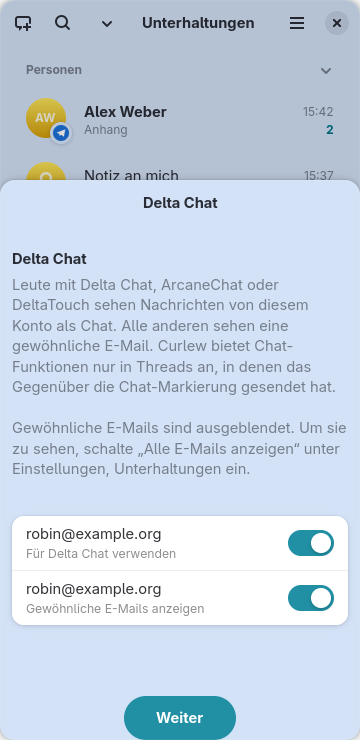 Unterhaltungen
Personen
AW
Alex Weber
15:42
Anhang
2
Notiz an mich
15:37
Delta Chat
Delta Chat
Leute mit Delta Chat, ArcaneChat oder
DeltaTouch sehen Nachrichten von diesem
Konto als Chat. Alle anderen sehen eine
gewöhnliche E-Mail. Curlew bietet Chat-
Funktionen nur in Threads an, in denen das
Gegenüber die Chat-Markierung gesendet hat.
Gewöhnliche E-Mails sind ausgeblendet. Um sie
zu sehen, schalte „Alle E-Mails anzeigen“ unter
Einstellungen, Unterhaltungen ein.
robin@example.org
Für Delta Chat verwenden
robin@example.org
Gewöhnliche E-Mails anzeigen
Weiter